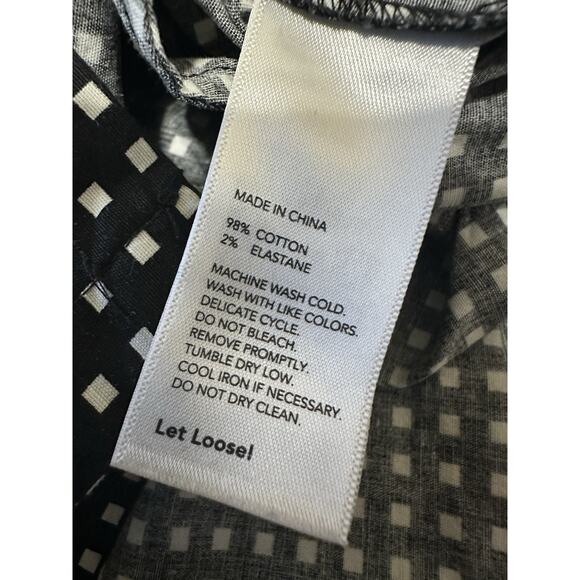 MADE IN CHINA
98% COTTON
2% ELASTANE
MACHINE WASH COLD.
WASH WITH LIKE COLORS.
DELICATE CYCLE.
DO NOT BLEACH.
REMOVE PROMPTLY.
TUMBLE DRY LOW.
COOL IRON IF NECESSARY.
DO NOT DRY CLEAN.
Let Loose!